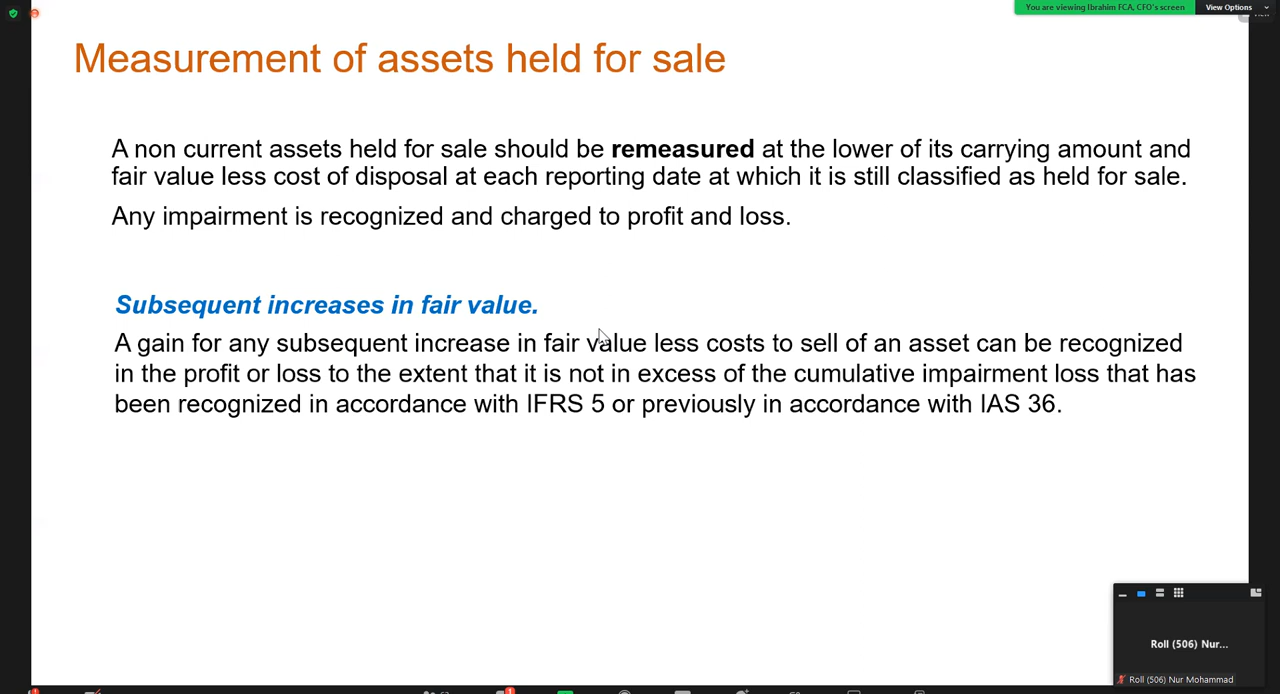 You are viewing Ibrahim FCA, CFO's screen
View Options
Measurement of assets held for sale
A non current assets held for sale should be remeasured at the lower of its carrying amount and
fair value less cost of disposal at each reporting date at which it is still classified as held for sale.
Any impairment is recognized and charged to profit and loss.
Subsequent increases in fair value.
A gain for any subsequent increase in fair value less costs to sell of an asset can be recognized
in the profit or loss to the extent that it is not in excess of the cumulative impairment loss that has
been recognized in accordance with IFRS 5 or previously in accordance with IAS 36.
Roll (506) Nur...
Roll (506) Nur Mohammad